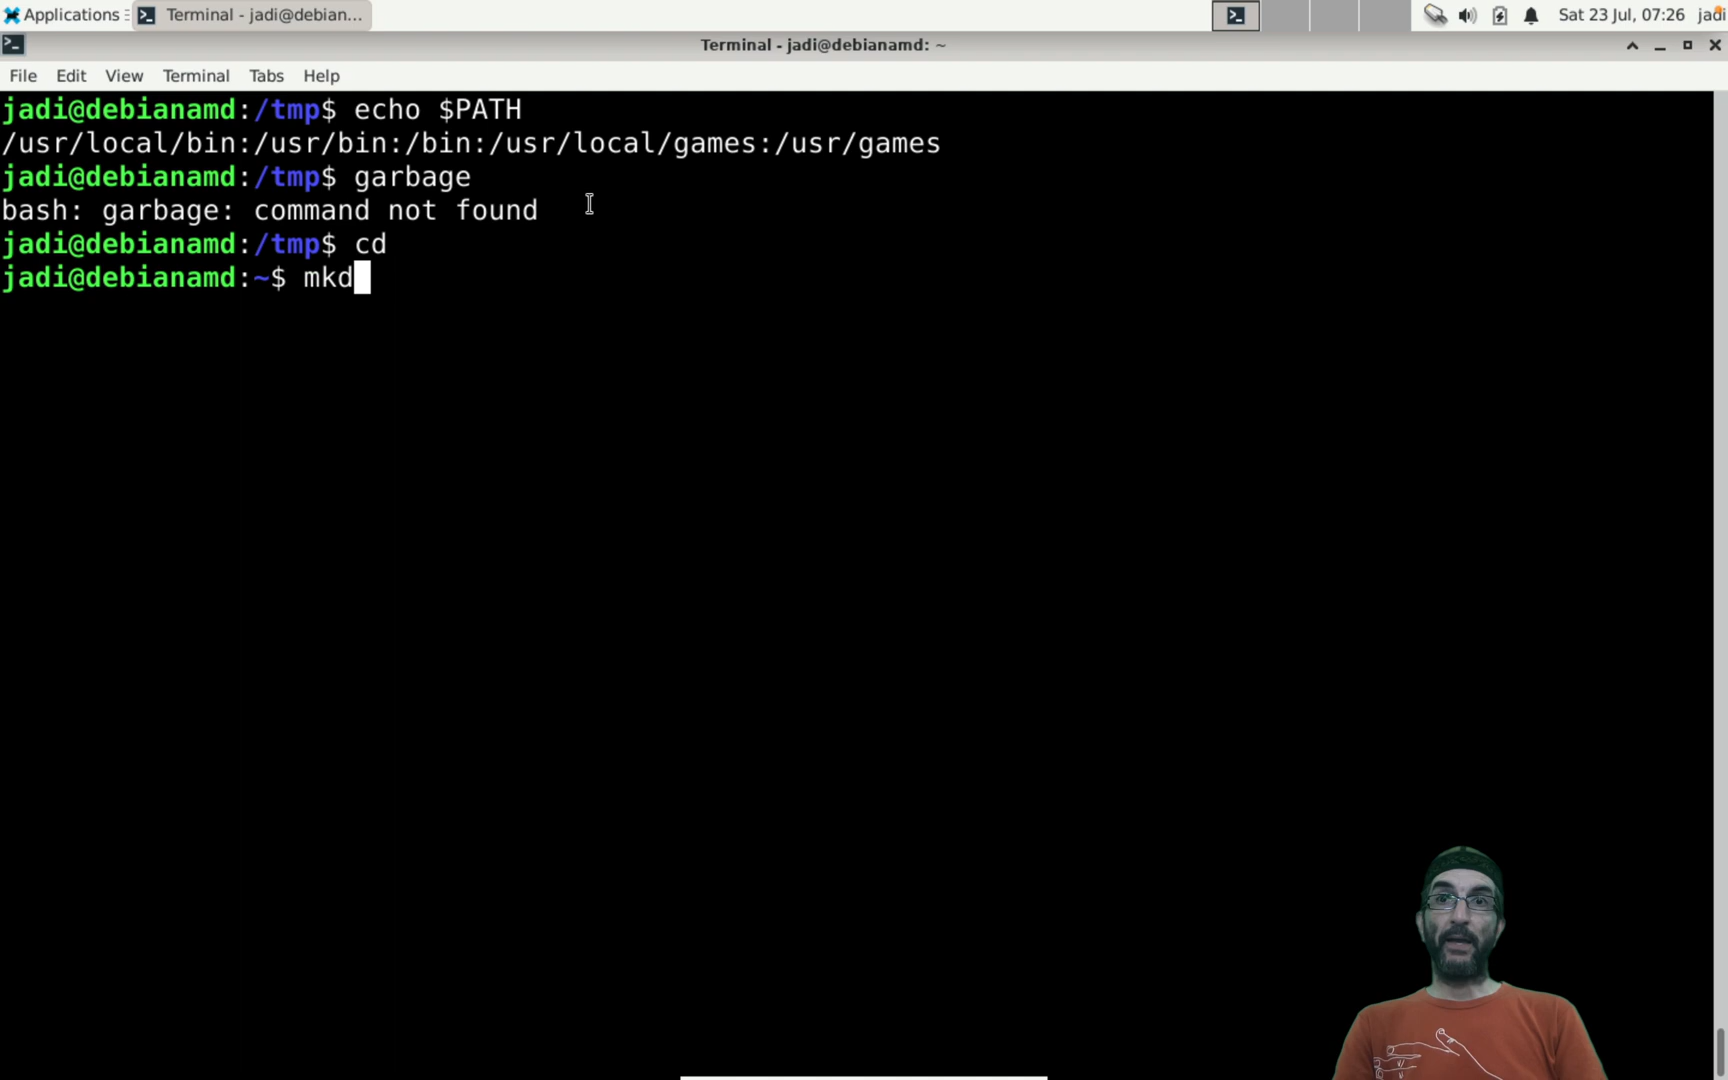 Applications Terminal - jadi@debian... Sat 23 Jul, 07:26 jadi
Terminal - jadi@debianamd: ~
File Edit View Terminal Tabs Help
jadi@debianamd:/tmp$ echo $PATH
/usr/local/bin:/usr/bin:/bin:/usr/local/games:/usr/games
jadi@debianamd:/tmp$ garbage
bash: garbage: command not found
jadi@debianamd:/tmp$ cd
jadi@debianamd:~$ mkd